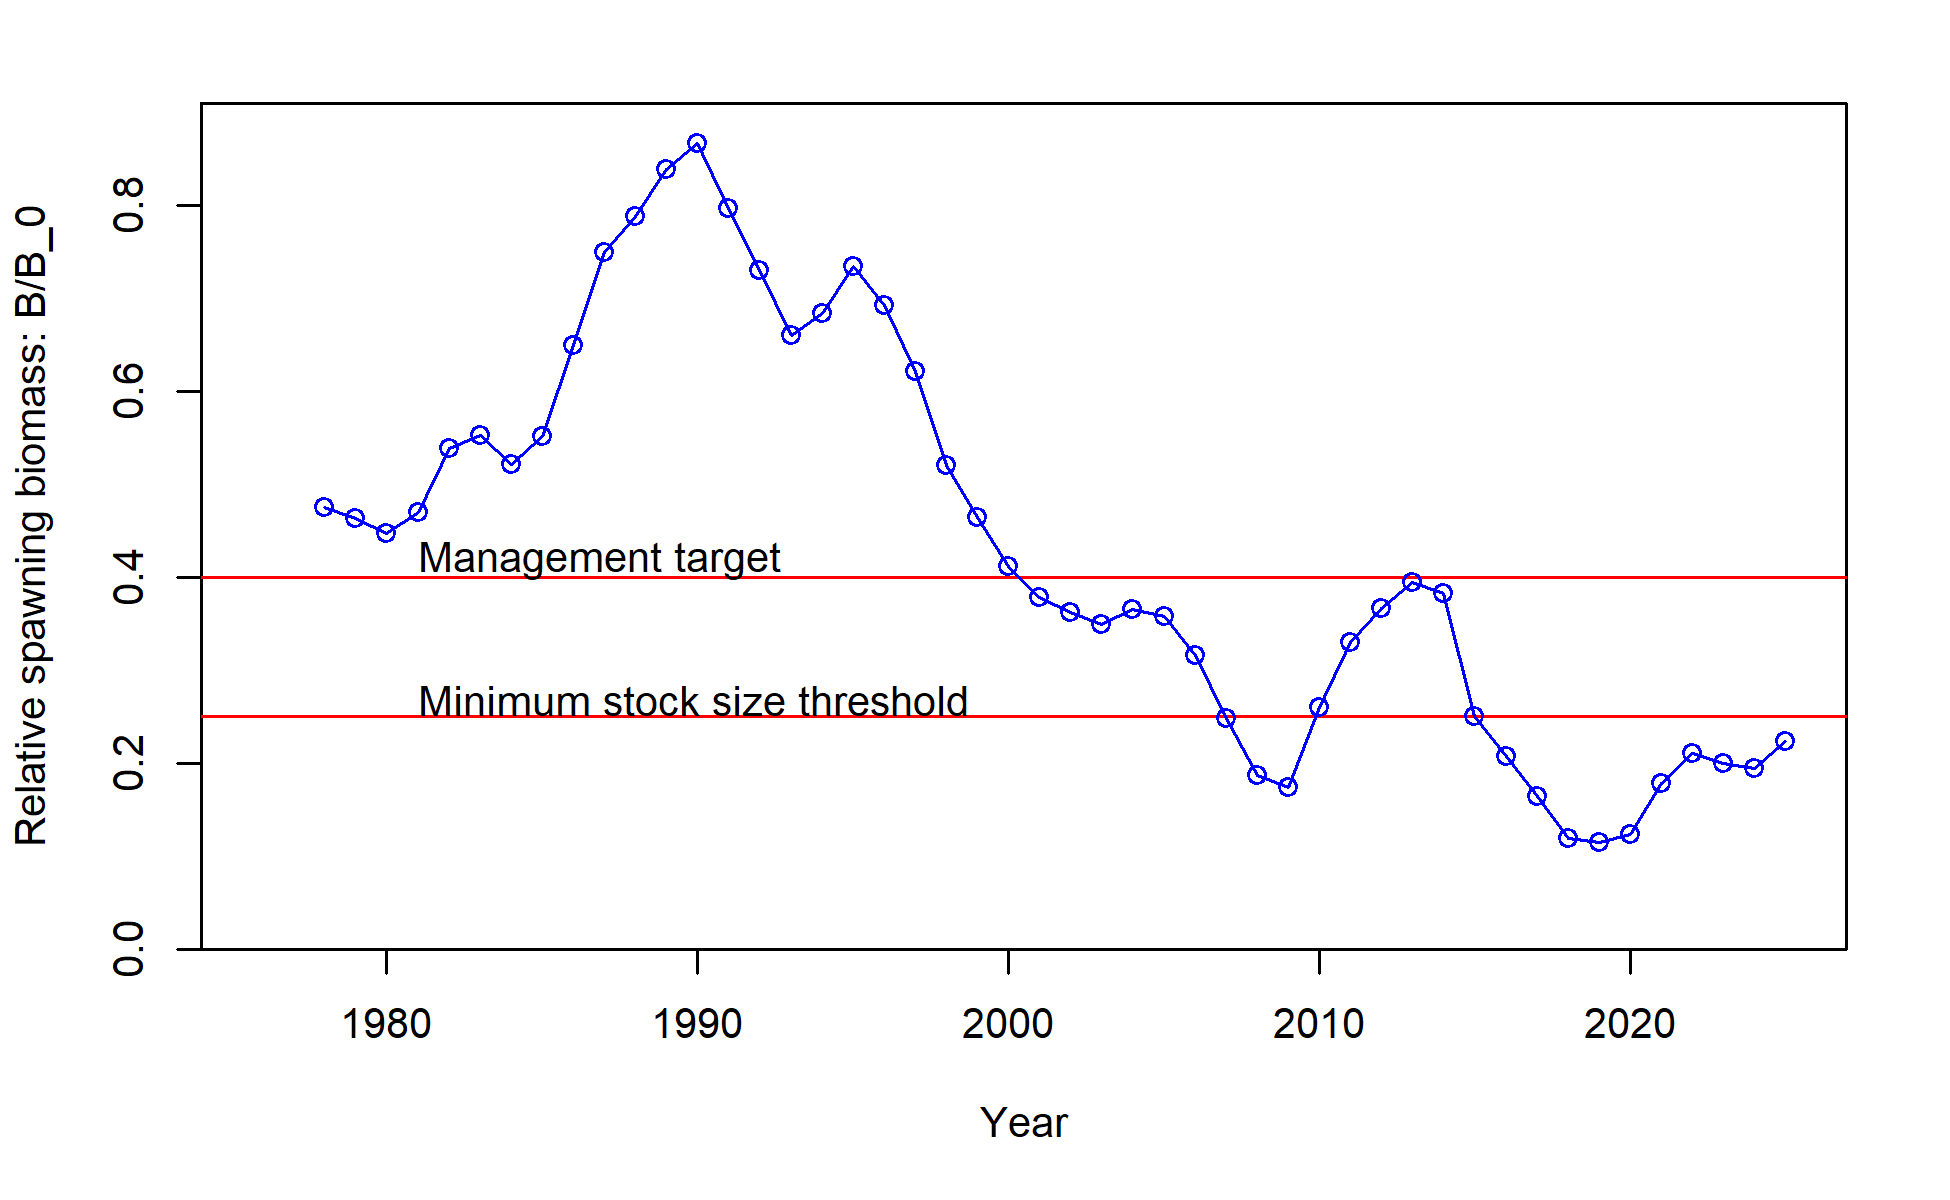 Relative spawning biomass: B/B_0
0.8
0.6
0.4
0.2
0.0
Management target
Minimum stock size threshold
1980 1990 2000 2010 2020
Year